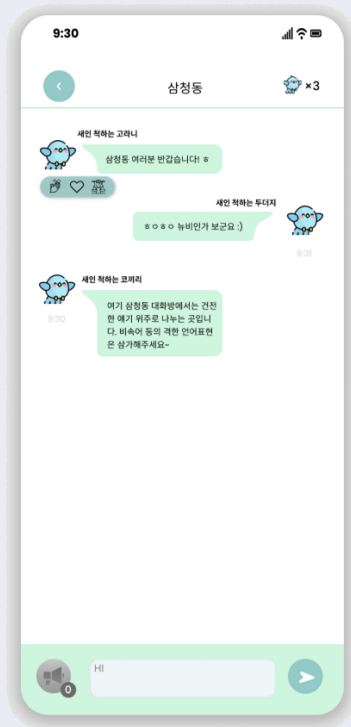 9:30
삼청동
×3
새인 척하는 고라니
삼청동 여러분 반갑습니다! ㅎ
새인 척하는 두더지
ㅎㅇㅎㅇ 뉴비인가 보군요 :)
9:31
새인 척하는 코끼리
여기 삼청동 대화방에서는 건전
한 얘기 위주로 나누는 곳입니
다. 비속어 등의 격한 언어표현
은 삼가해주세요~
9:30
HI
0